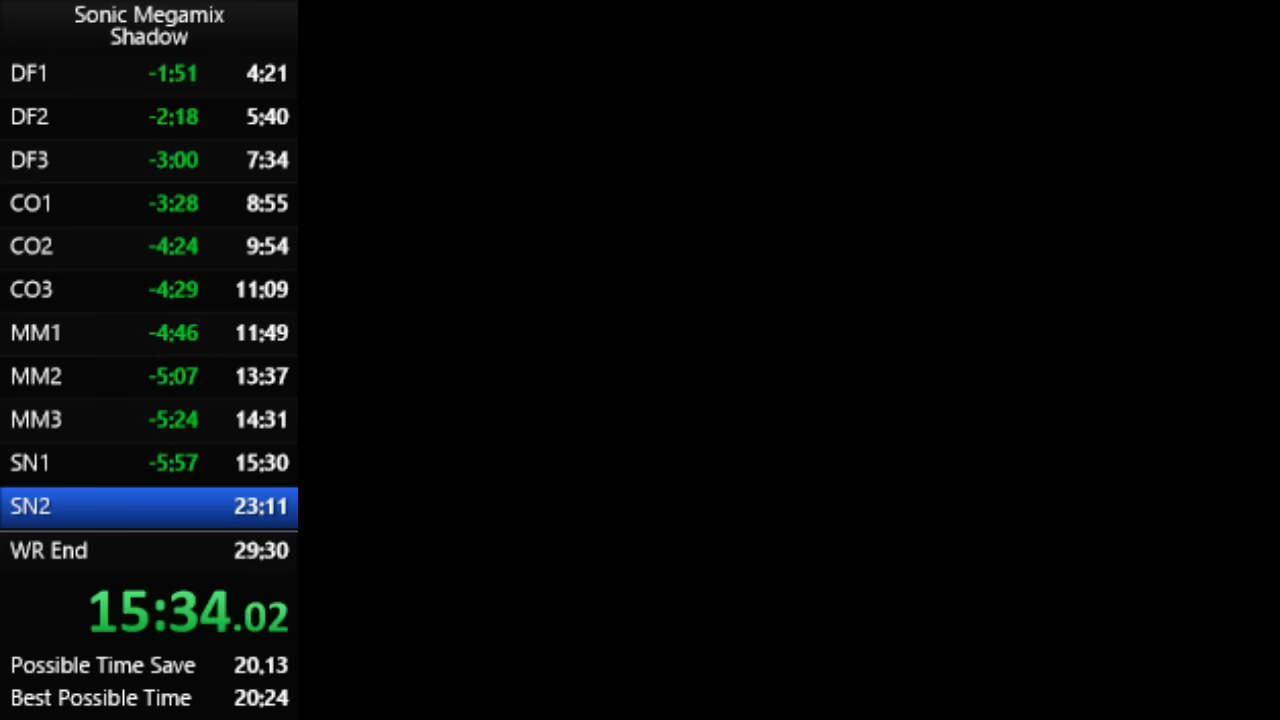 Sonic Megamix
Shadow
DF1 -1:51 4:21
DF2 -2:18 5:40
DF3 -3:00 7:34
CO1 -3:28 8:55
CO2 -4:24 9:54
CO3 -4:29 11:09
MM1 -4:46 11:49
MM2 -5:07 13:37
MM3 -5:24 14:31
SN1 -5:57 15:30
SN2 23:11
WR End 29:30
15:34.02
Possible Time Save 20.13
Best Possible Time 20:24